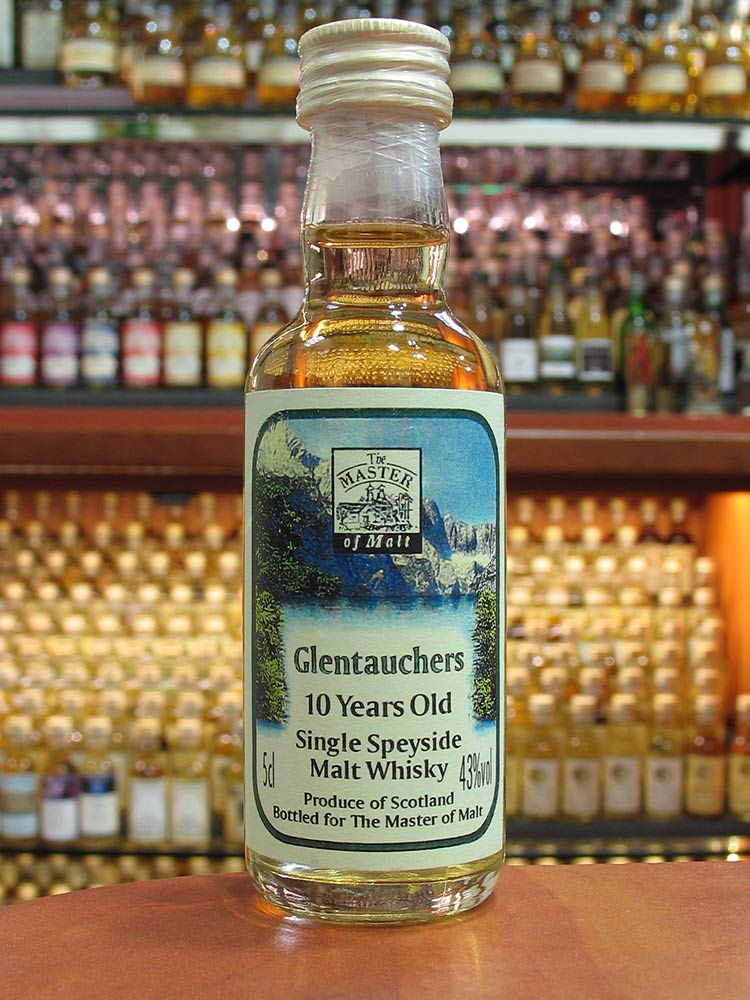 The
MASTER
of Malt
Glentauchers
10 Years Old
Single Speyside
Malt Whisky
5cl
43%vol
Produce of Scotland
Bottled for The Master of Malt